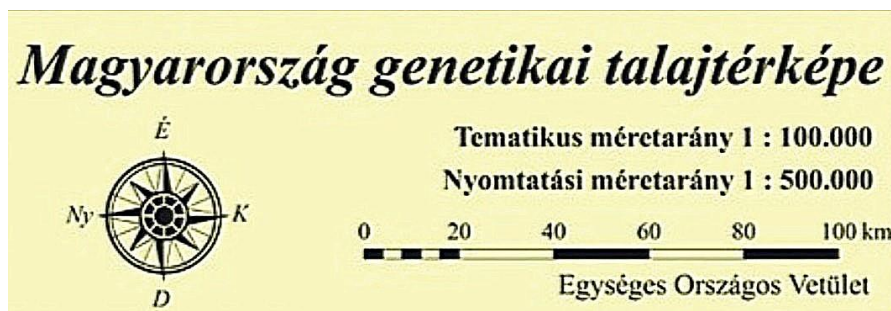 Magyarország genetikai talajtérképe
É
Ny
K
D
Tematikus méretarány 1 : 100.000
Nyomtatási méretarány 1 : 500.000
0 20 40 60 80 100 km
Egységes Országos Vetület